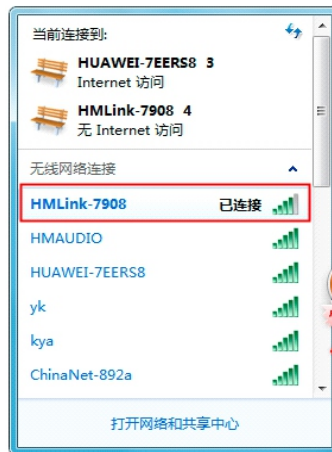 当前连接到:
HUAWEI-7EERS8 3
Internet 访问
HMLink-7908 4
无 Internet 访问
无线网络连接
HMLink-7908 已连接
HMAUDIO
HUAWEI-7EERS8
yk
kya
ChinaNet-892a
打开网络和共享中心